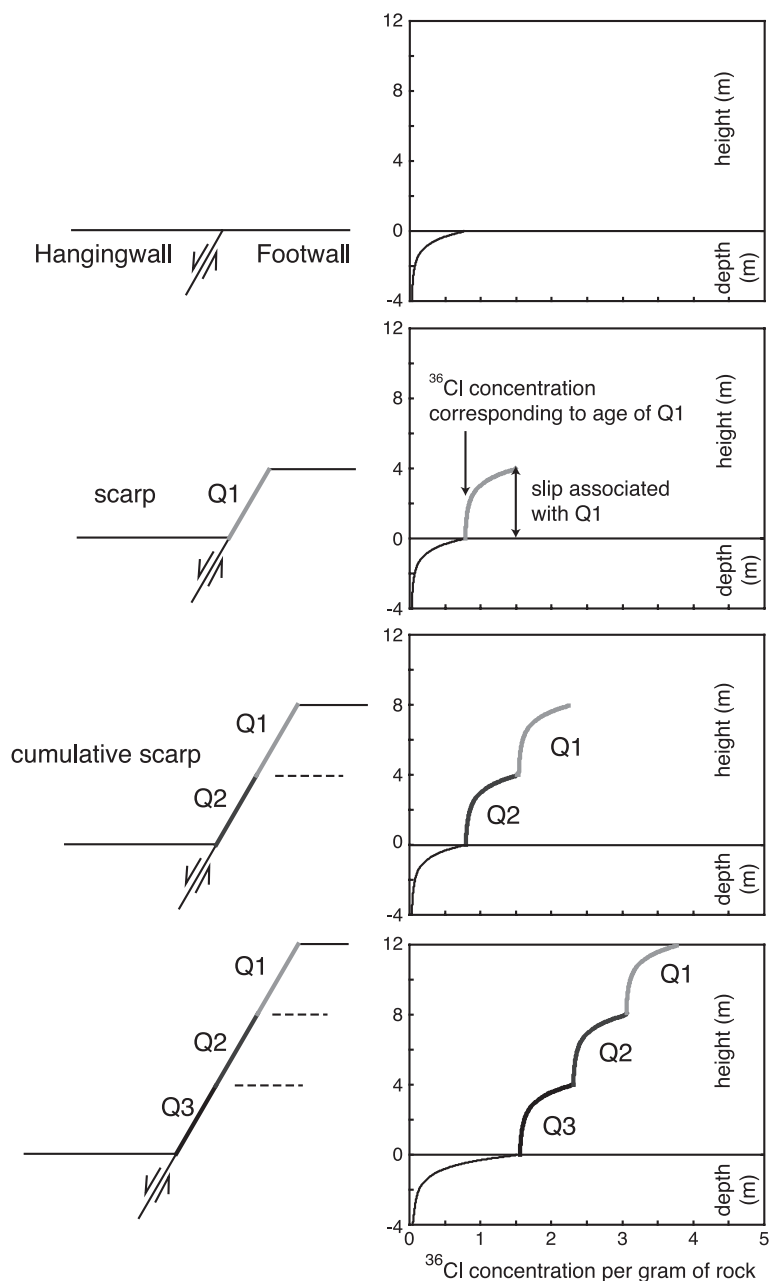 12
8
4
0
-4
height (m)
depth
(m)
Hangingwall
Footwall
12
8
4
0
-4
³⁶Cl concentration
corresponding to age of Q1
slip associated
with Q1
height (m)
depth
(m)
scarp
Q1
12
8
4
0
-4
Q1
Q2
height (m)
depth
(m)
Q1
cumulative scarp
Q2
12
8
4
0
-4
Q1
Q2
Q3
height (m)
depth
(m)
Q1
Q2
Q3
0 1 2 3 4 5
³⁶Cl concentration per gram of rock